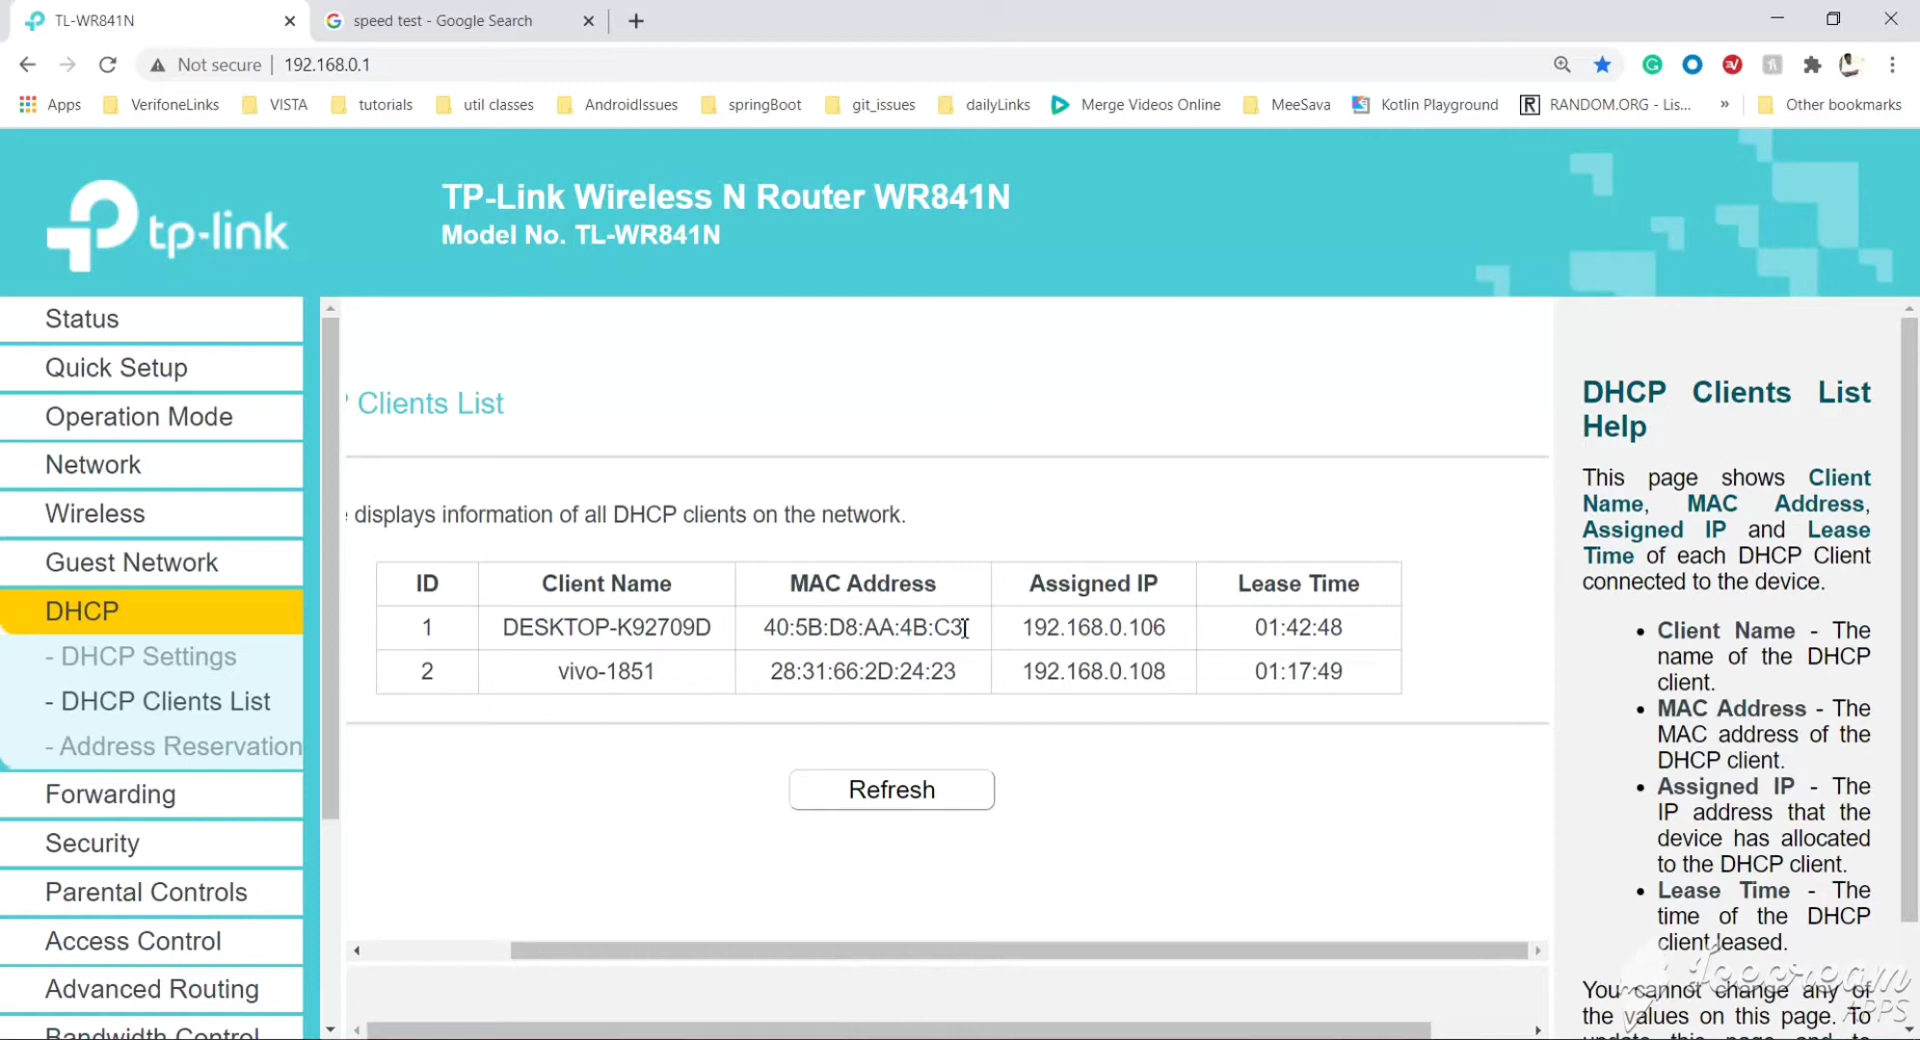 TL-WR841N
speed test - Google Search
Not secure
192.168.0.1
Apps
VerifoneLinks
VISTA
tutorials
util classes
AndroidIssues
springBoot
git_issues
dailyLinks
Merge Videos Online
MeeSava
Kotlin Playground
RANDOM.ORG - Lis...
»
Other bookmarks
tp-link
TP-Link Wireless N Router WR841N
Model No. TL-WR841N
Status
Quick Setup
Operation Mode
Network
Wireless
Guest Network
DHCP
- DHCP Settings
- DHCP Clients List
- Address Reservation
Forwarding
Security
Parental Controls
Access Control
Advanced Routing
Bandwidth Control
Clients List
displays information of all DHCP clients on the network.
ID Client Name MAC Address Assigned IP Lease Time
1 DESKTOP-K92709D 40:5B:D8:AA:4B:C3 192.168.0.106 01:42:48
2 vivo-1851 28:31:66:2D:24:23 192.168.0.108 01:17:49
Refresh
DHCP Clients List
Help
This page shows Client
Name, MAC Address,
Assigned IP and Lease
Time of each DHCP Client
connected to the device.
• Client Name - The
name of the DHCP
client.
• MAC Address - The
MAC address of the
DHCP client.
• Assigned IP - The
IP address that the
device has allocated
to the DHCP client.
• Lease Time - The
time of the DHCP
client leased.
You cannot change any of
the values on this page. To
update this page and to
Icecream
APPS